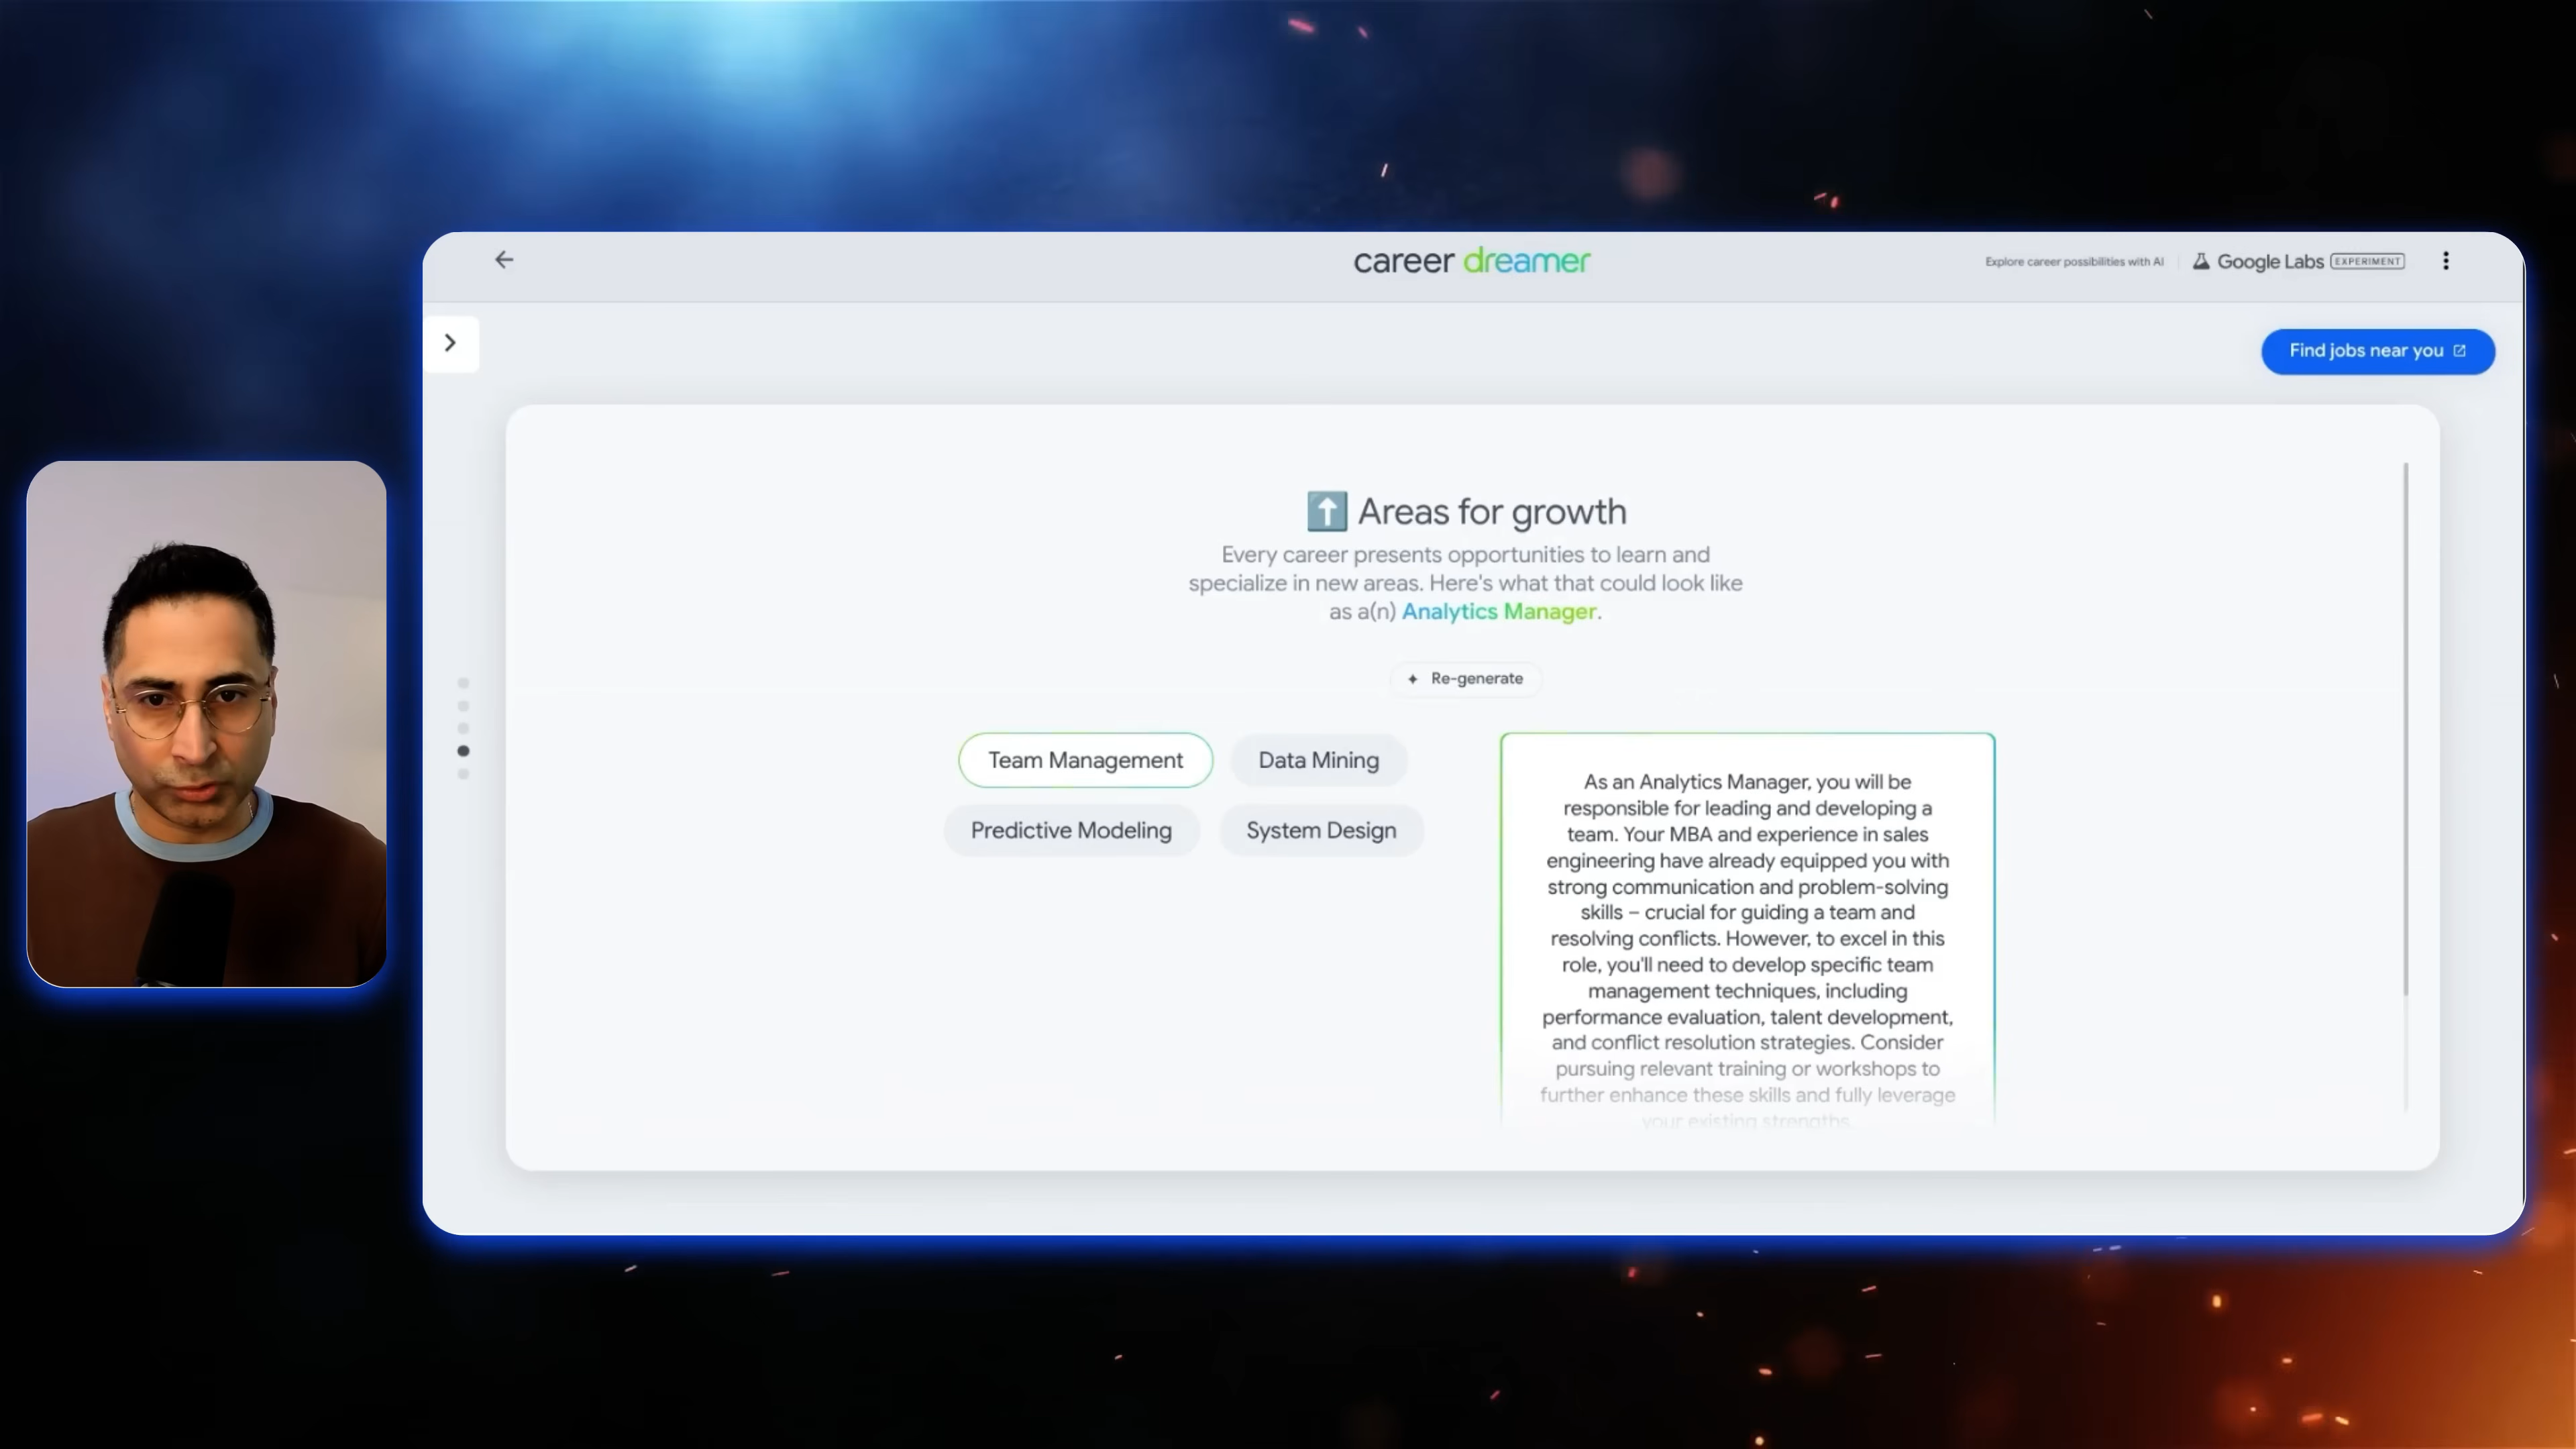 career dreamer
Explore career possibilities with AI
Google Labs EXPERIMENT
Find jobs near you
Areas for growth
Every career presents opportunities to learn and
specialize in new areas. Here's what that could look like
as a(n) Analytics Manager.
Re-generate
Team Management
Data Mining
Predictive Modeling
System Design
As an Analytics Manager, you will be
responsible for leading and developing a
team. Your MBA and experience in sales
engineering have already equipped you with
strong communication and problem-solving
skills – crucial for guiding a team and
resolving conflicts. However, to excel in this
role, you'll need to develop specific team
management techniques, including
performance evaluation, talent development,
and conflict resolution strategies. Consider
pursuing relevant training or workshops to
further enhance these skills and fully leverage
your existing strengths.